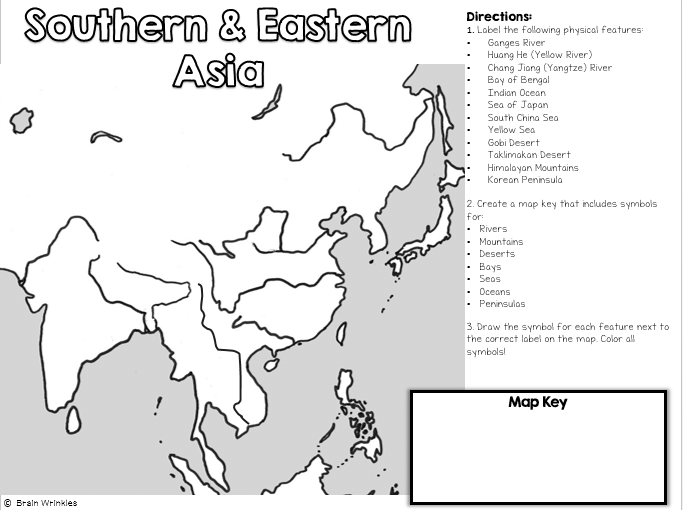 Southern & Eastern
Asia
Directions:
1. Label the following physical features:
• Ganges River
• Huang He (Yellow River)
• Chang Jiang (Yangtze) River
• Bay of Bengal
• Indian Ocean
• Sea of Japan
• South China Sea
• Yellow Sea
• Gobi Desert
• Taklimakan Desert
• Himalayan Mountains
• Korean Peninsula
2. Create a map key that includes symbols
for:
• Rivers
• Mountains
• Deserts
• Bays
• Seas
• Oceans
• Peninsulas
3. Draw the symbol for each feature next to
the correct label on the map. Color all
symbols!
Map Key
© Brain Wrinkles